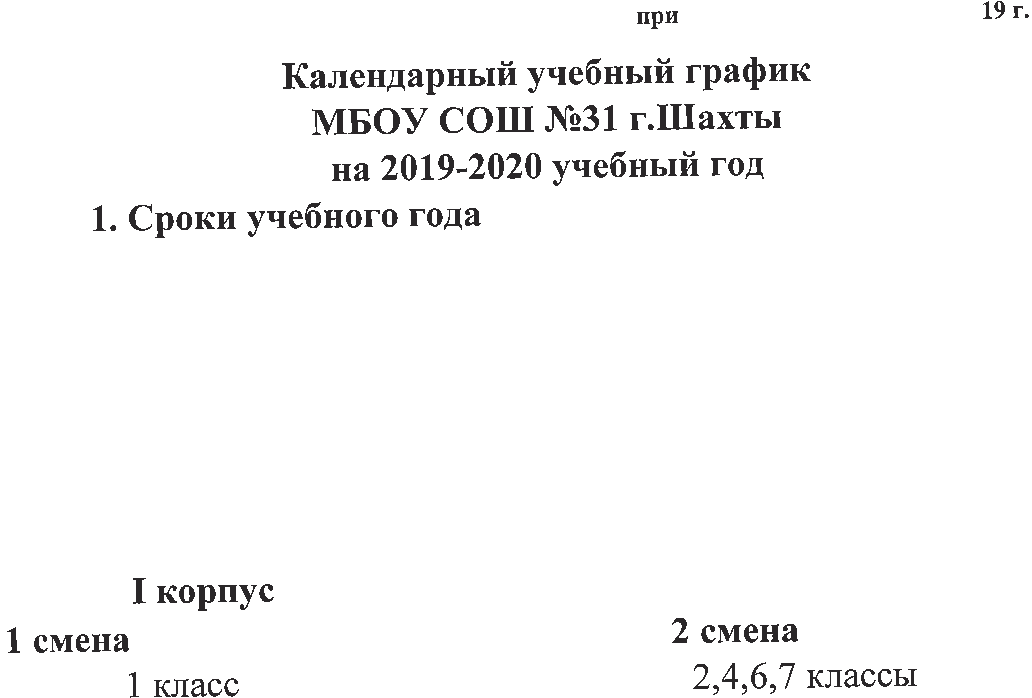 при 19 г.
Календарный учебный график
МБОУ СОШ №31 г.Шахты
на 2019-2020 учебный год
1. Сроки учебного года
I корпус
1 смена 2 смена
1 класс 2,4,6,7 классы